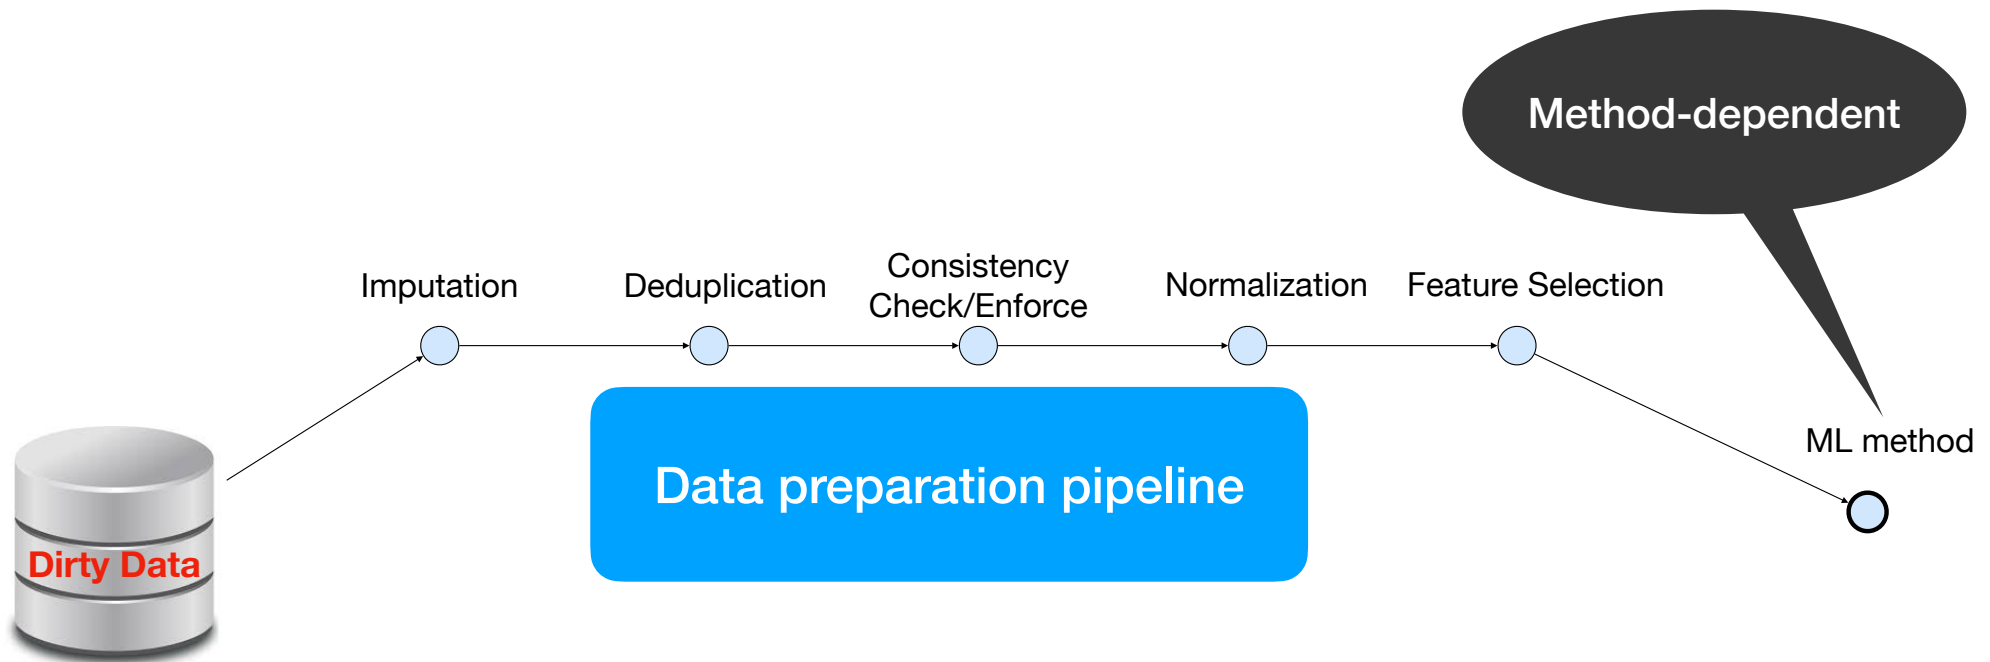 Method-dependent
Imputation
Deduplication
Consistency
Check/Enforce
Normalization
Feature Selection
ML method
Data preparation pipeline
Dirty Data